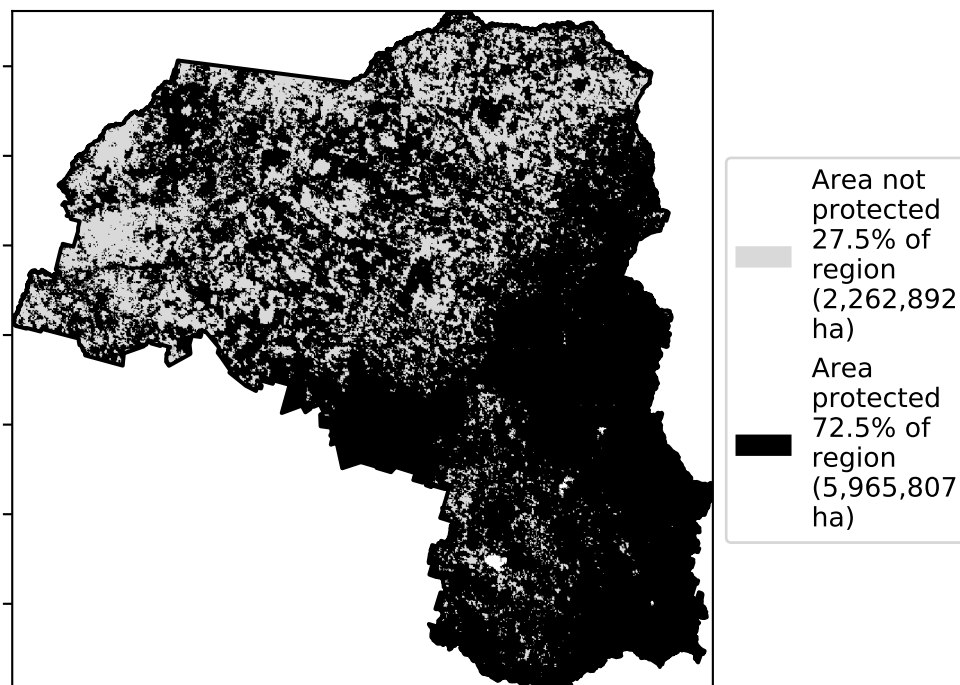 Area not
protected
27.5% of
region
(2,262,892
ha)
Area
protected
72.5% of
region
(5,965,807
ha)